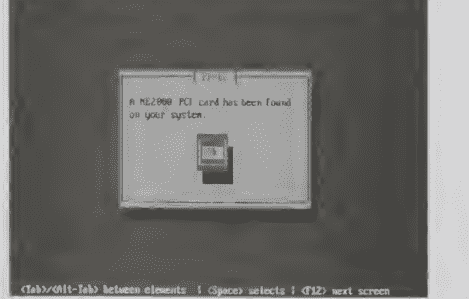 A NE2000 PCI card has been found
on your system.
<Tab>/<Alt-Tab> between elements | <Space> selects | <F12> next screen